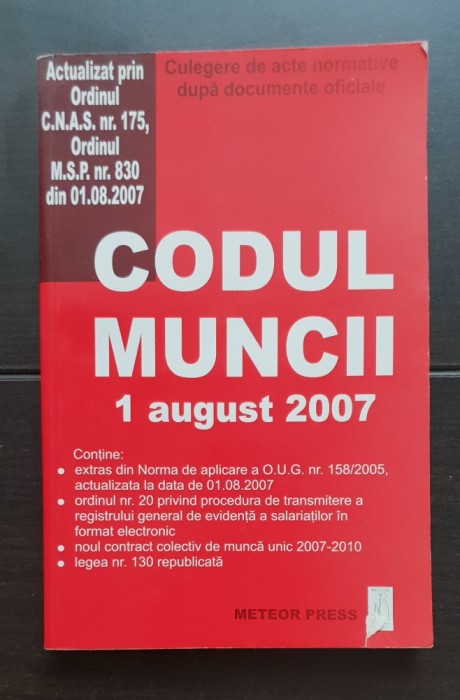 Actualizat prin
Ordinul
C.N.A.S. nr. 175,
Ordinul
M.S.P. nr. 830
din 01.08.2007
Culegere de acte normative
după documente oficiale
CODUL
MUNCII
1 august 2007
Conține:
• extras din Norma de aplicare a O.U.G. nr. 158/2005,
actualizata la data de 01.08.2007
• ordinul nr. 20 privind procedura de transmitere a
registrului general de evidență a salariaților în
format electronic
• noul contract colectiv de muncă unic 2007-2010
• legea nr. 130 republicată
METEOR PRESS